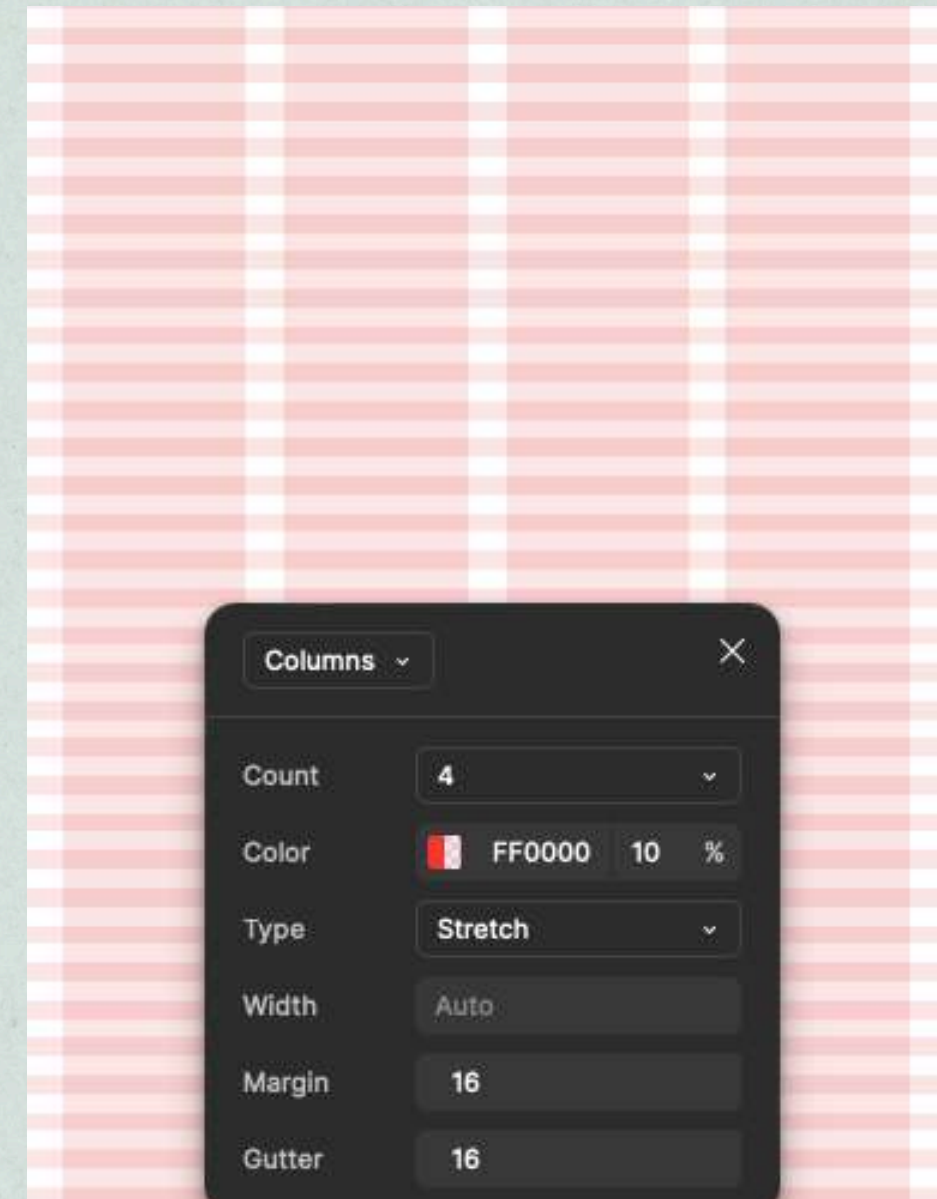 Columns
Count 4
Color FF0000 10 %
Type Stretch
Width Auto
Margin 16
Gutter 16